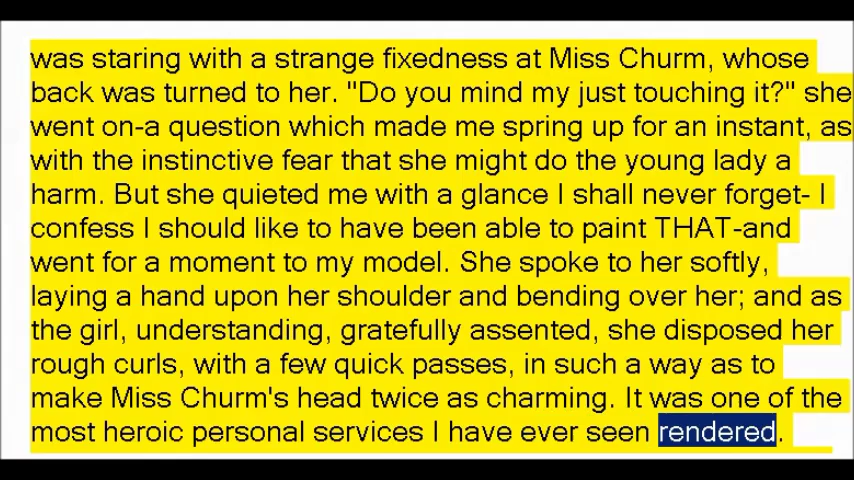 was staring with a strange fixedness at Miss Churm, whose
back was turned to her. "Do you mind my just touching it?" she
went on-a question which made me spring up for an instant, as
with the instinctive fear that she might do the young lady a
harm. But she quieted me with a glance I shall never forget- I
confess I should like to have been able to paint THAT-and
went for a moment to my model. She spoke to her softly,
laying a hand upon her shoulder and bending over her; and as
the girl, understanding, gratefully assented, she disposed her
rough curls, with a few quick passes, in such a way as to
make Miss Churm's head twice as charming. It was one of the
most heroic personal services I have ever seen rendered.